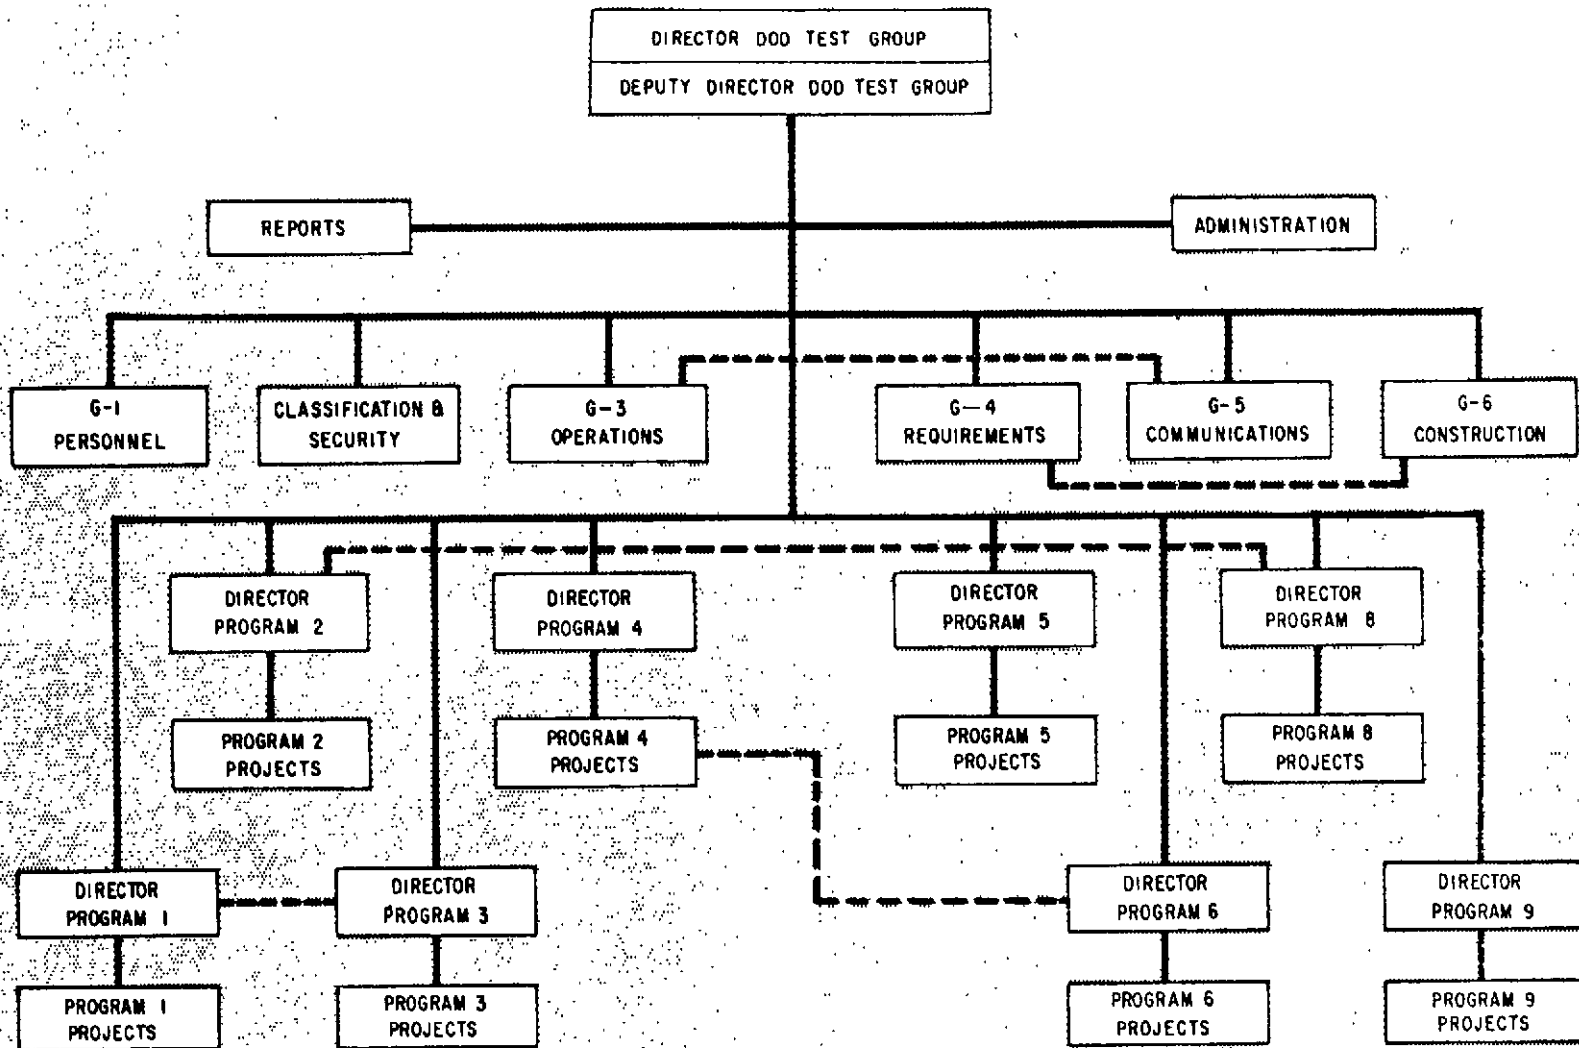 DIRECTOR DOD TEST GROUP
DEPUTY DIRECTOR DOD TEST GROUP
REPORTS
ADMINISTRATION
G-1
PERSONNEL
CLASSIFICATION &
SECURITY
G-3
OPERATIONS
G-4
REQUIREMENTS
G-5
COMMUNICATIONS
G-6
CONSTRUCTION
DIRECTOR
PROGRAM 2
DIRECTOR
PROGRAM 4
DIRECTOR
PROGRAM 5
DIRECTOR
PROGRAM 8
PROGRAM 2
PROJECTS
PROGRAM 4
PROJECTS
PROGRAM 5
PROJECTS
PROGRAM 8
PROJECTS
DIRECTOR
PROGRAM 1
DIRECTOR
PROGRAM 3
DIRECTOR
PROGRAM 6
DIRECTOR
PROGRAM 9
PROGRAM 1
PROJECTS
PROGRAM 3
PROJECTS
PROGRAM 6
PROJECTS
PROGRAM 9
PROJECTS